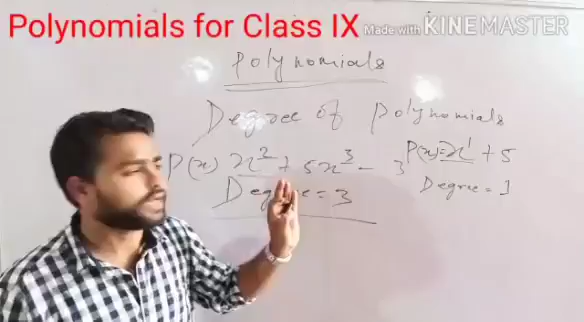 Polynomials for Class IX
Made with KINEMASTER
Polynomials
Degree of polynomials
P(x) x² + 5x³ - 3
Degree = 3
P(x) = x¹ + 5
Degree = 1